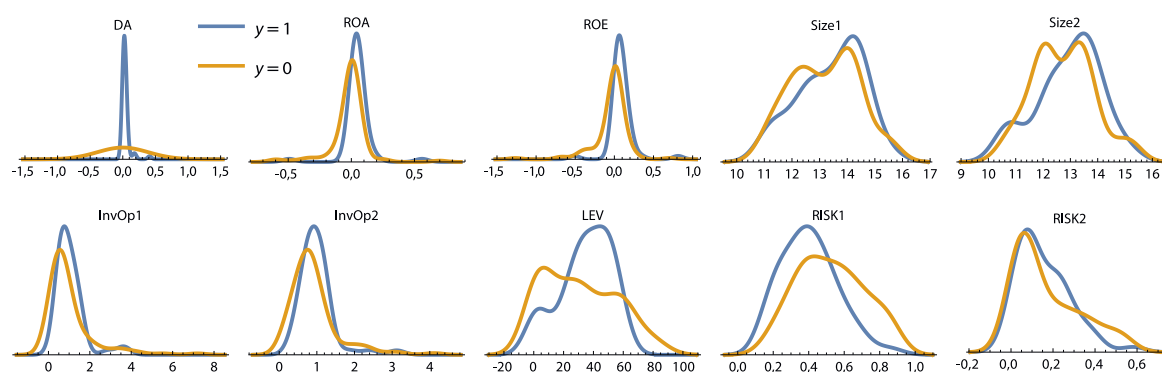 DA
y = 1
ROA
ROE
Size1
Size2
y = 0
-1,5 -1,0 -0,5 0,0 0,5 1,0 1,5
-0,5 0,0 0,5
-1,5 -1,0 -0,5 0,0 0,5 1,0
10 11 12 13 14 15 16 17
9 10 11 12 13 14 15 16
InvOp1
InvOp2
LEV
RISK1
RISK2
0 2 4 6 8
0 1 2 3 4
-20 0 20 40 60 80 100
0.0 0.2 0.4 0.6 0.8 1.0
-0,2 0,0 0,2 0,4 0,6